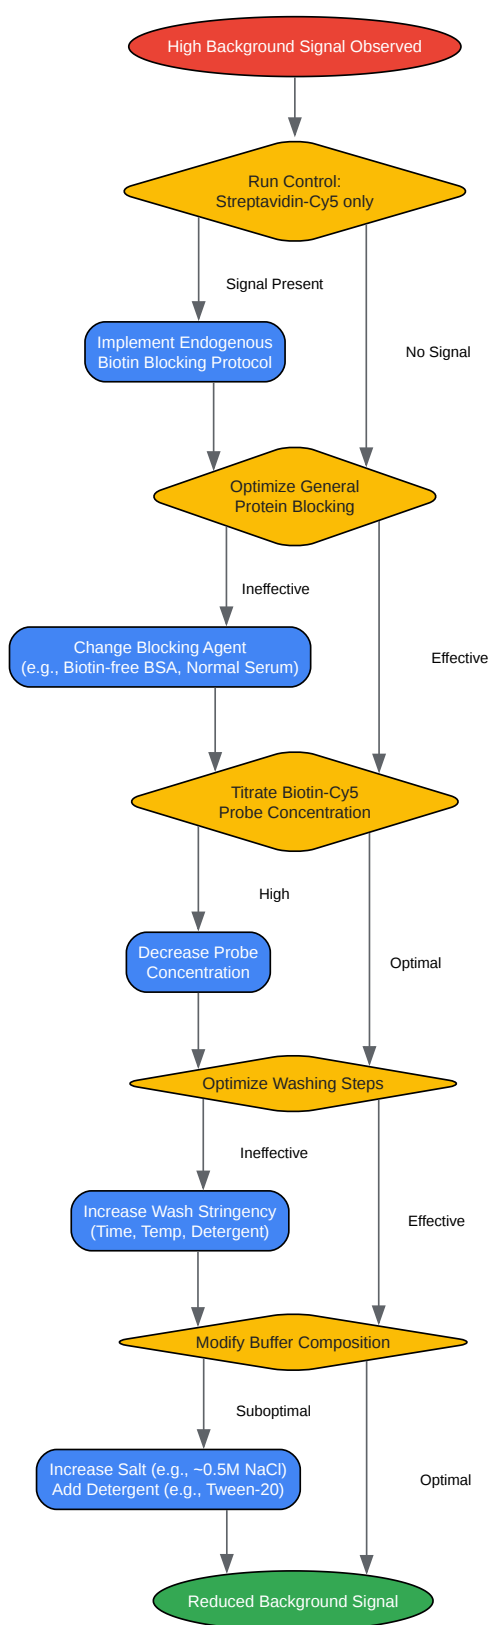 High Background Signal Observed
Run Control:
Streptavidin-Cy5 only
Signal Present
No Signal
Implement Endogenous
Biotin Blocking Protocol
Optimize General
Protein Blocking
Ineffective
Effective
Change Blocking Agent
(e.g., Biotin-free BSA, Normal Serum)
Titrate Biotin-Cy5
Probe Concentration
High
Optimal
Decrease Probe
Concentration
Optimize Washing Steps
Ineffective
Effective
Increase Wash Stringency
(Time, Temp, Detergent)
Modify Buffer Composition
Suboptimal
Optimal
Increase Salt (e.g., ~0.5M NaCl)
Add Detergent (e.g., Tween-20)
Reduced Background Signal